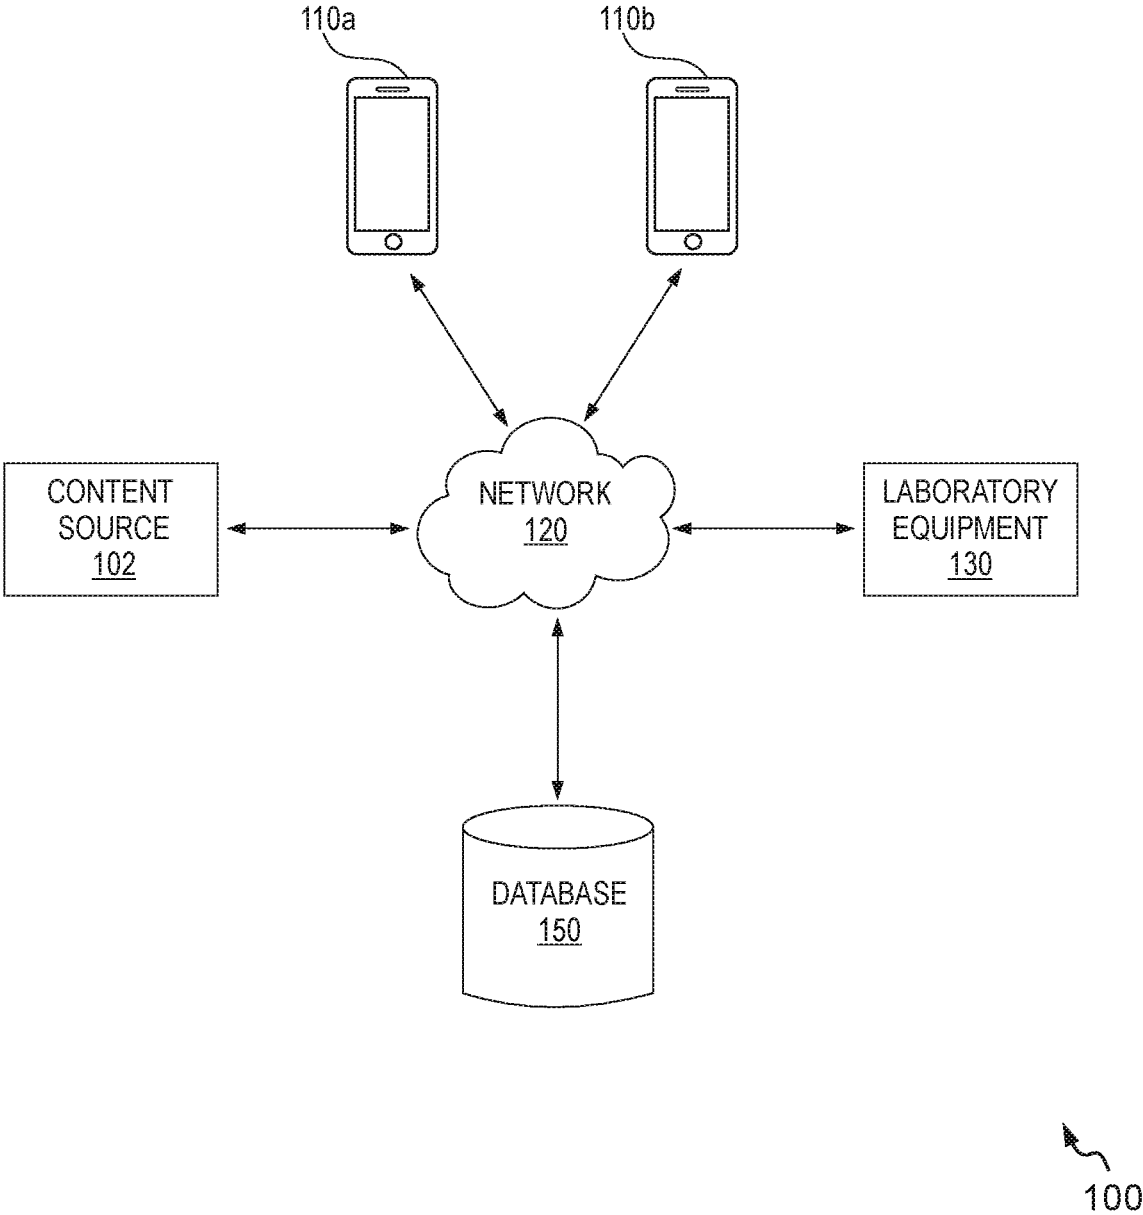 110a
110b
CONTENT
SOURCE
102
NETWORK
120
LABORATORY
EQUIPMENT
130
DATABASE
150
100